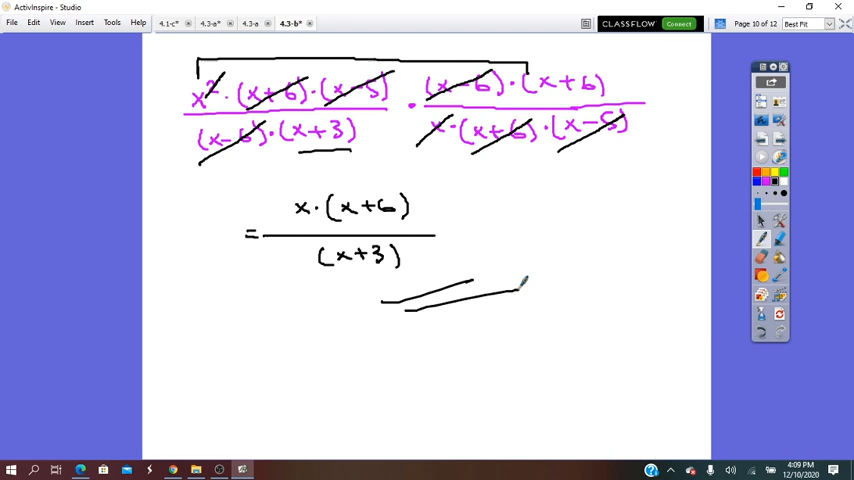 ActivInspire - Studio
File Edit View Insert Tools Help
4.1-c* 4.3-a* 4.3-a 4.3-b*
CLASSFLOW Connect
Page 10 of 12 Best Fit
x² · (x+6) · (x-5) · (x-6) · (x+6)
(x-6) · (x+3) x · (x+6) · (x-5)
x · (x+6)
=
(x+3)
4:09 PM
12/10/2020